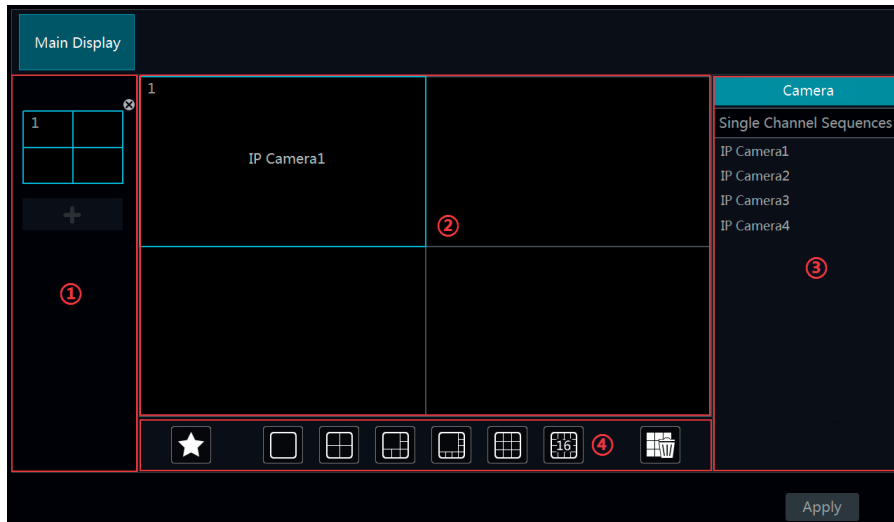 Main Display
1
1
IP Camera1
Camera
Single Channel Sequences
IP Camera1
IP Camera2
IP Camera3
IP Camera4
①
②
③
16
④
Apply